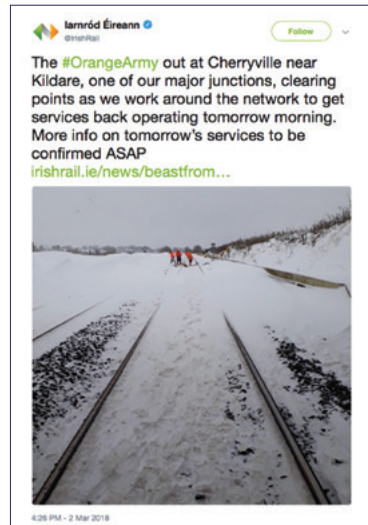 Iarnród Éireann
@IrishRail
Follow
The #OrangeArmy out at Cherryville near
Kildare, one of our major junctions, clearing
points as we work around the network to get
services back operating tomorrow morning.
More info on tomorrow's services to be
confirmed ASAP
irishrail.ie/news/beastfrom…
4:26 PM - 2 Mar 2018